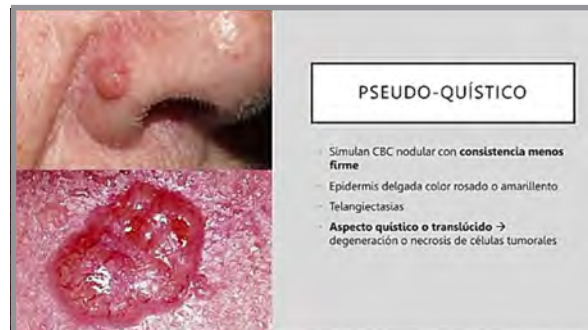 PSEUDO-QUÍSTICO
Simulan CBC nodular con consistencia menos
firme
Epidermis delgada color rosado o amarillento
Telangiectasias
Aspecto quístico o translúcido →
degeneración o necrosis de células tumorales